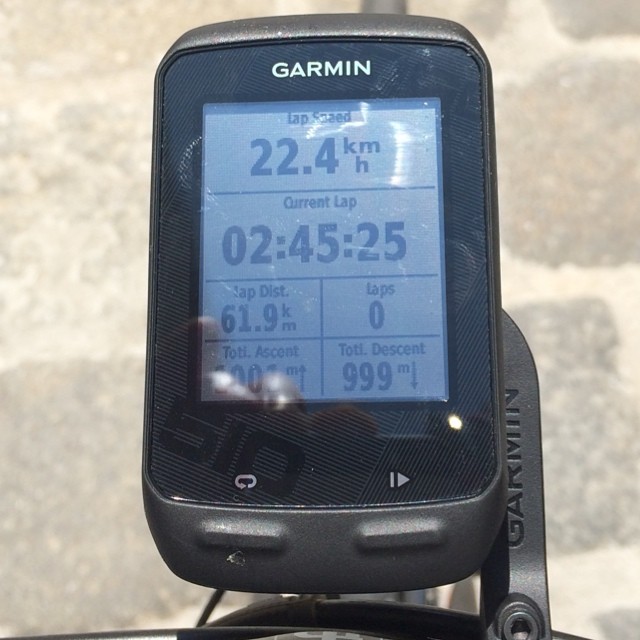 GARMIN
Lap Speed
22.4 km h
Current Lap
02:45:25
Lap Dist.
61.9 km
Laps
0
Totl. Ascent
m
Totl. Descent
999 m
510
GARMIN